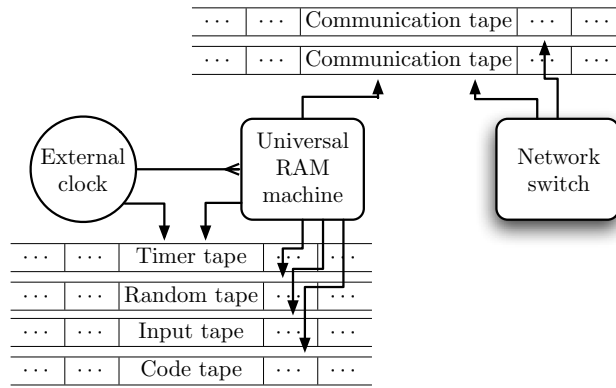 ··· ··· Communication tape ··· ···
··· ··· Communication tape ··· ···
External
clock
Universal
RAM
machine
Network
switch
··· ··· Timer tape ··· ···
··· ··· Random tape ··· ···
··· ··· Input tape ··· ···
··· ··· Code tape ··· ···